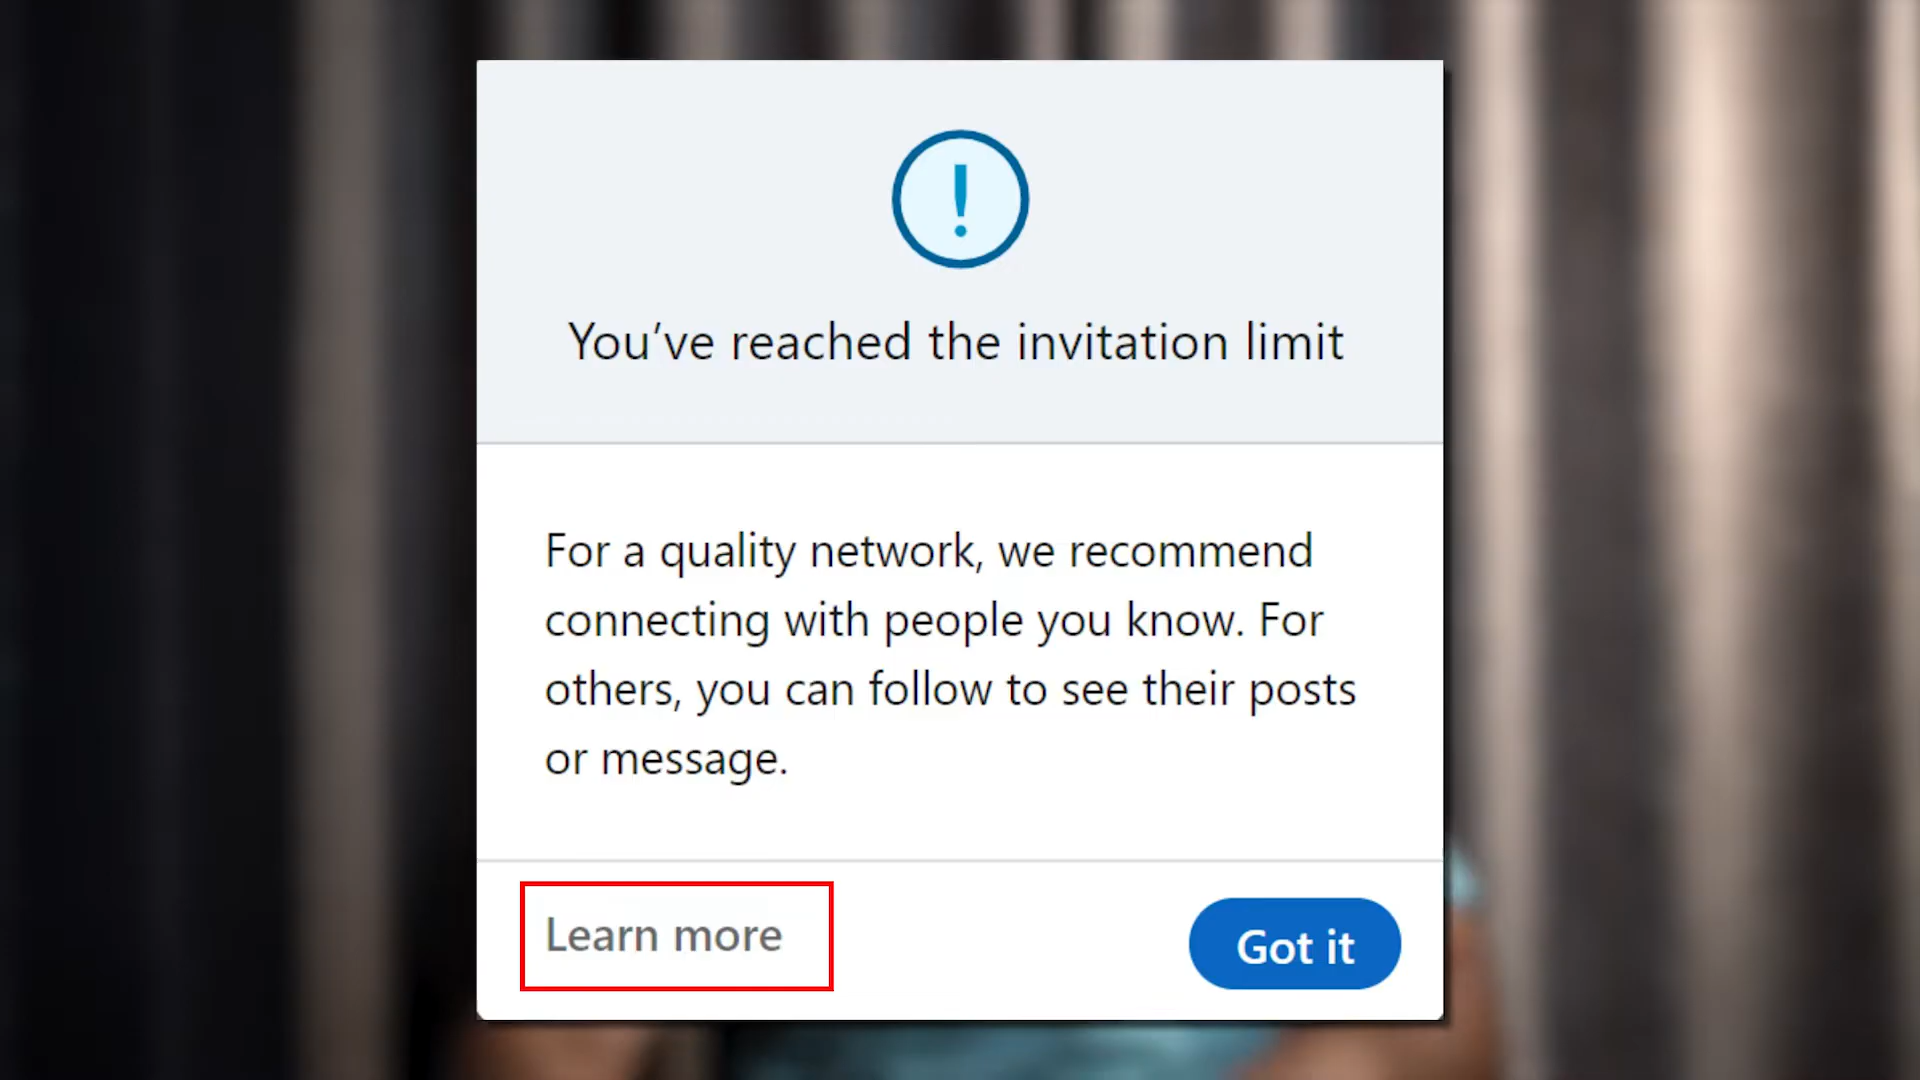 You’ve reached the invitation limit
For a quality network, we recommend
connecting with people you know. For
others, you can follow to see their posts
or message.
Learn more
Got it